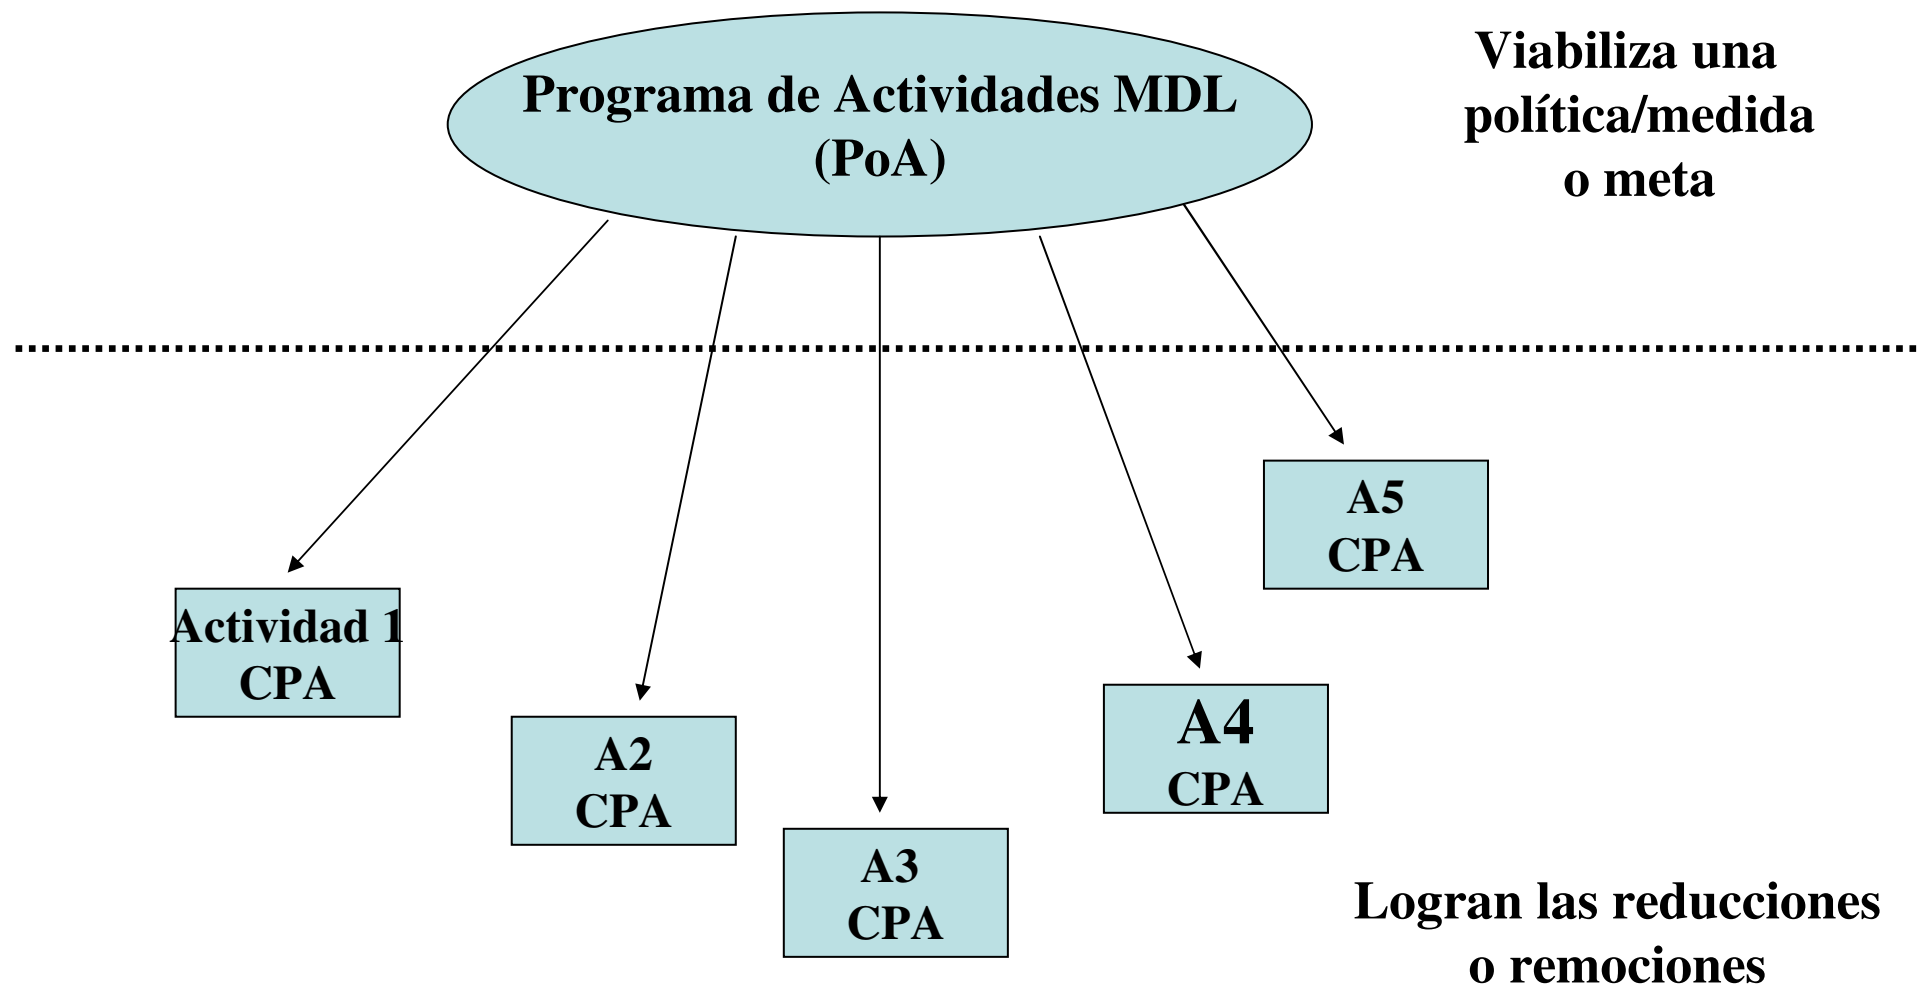 Programa de Actividades MDL
(PoA)
Viabiliza una
política/medida
o meta
Actividad 1
CPA
A2
CPA
A3
CPA
A4
CPA
A5
CPA
Logran las reducciones
o remociones